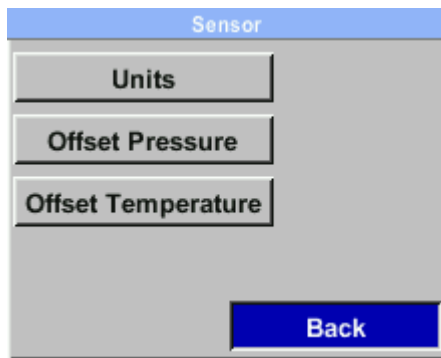 Sensor
Units
Offset Pressure
Offset Temperature
Back